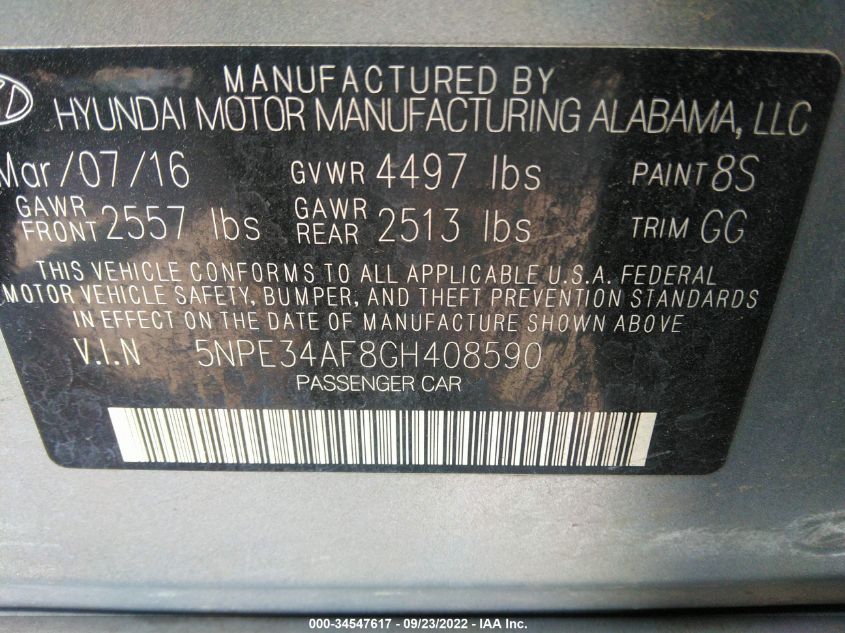 MANUFACTURED BY
HYUNDAI MOTOR MANUFACTURING ALABAMA, LLC
Mar/07/16 GVWR 4497 lbs PAINT 8S
GAWR FRONT 2557 lbs GAWR REAR 2513 lbs TRIM GG
THIS VEHICLE CONFORMS TO ALL APPLICABLE U.S.A. FEDERAL
MOTOR VEHICLE SAFETY, BUMPER, AND THEFT PREVENTION STANDARDS
IN EFFECT ON THE DATE OF MANUFACTURE SHOWN ABOVE
V.I.N 5NPE34AF8GH408590
PASSENGER CAR
000-34547617 - 09/23/2022 - IAA Inc.